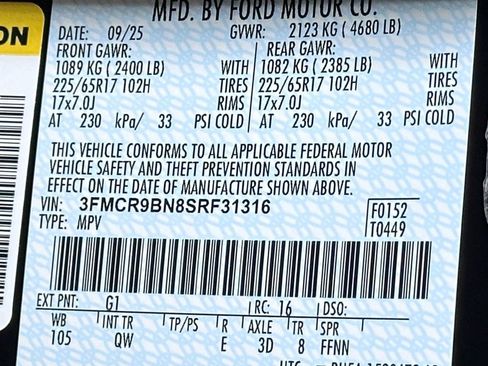 MFD. BY FORD MOTOR CO.
ON
DATE: 09/25 GVWR: 2123 KG ( 4680 LB)
FRONT GAWR: REAR GAWR:
1089 KG ( 2400 LB) WITH 1082 KG ( 2385 LB) WITH
225/65R17 102H TIRES 225/65R17 102H TIRES
17x7.0J RIMS 17x7.0J RIMS
AT 230 kPa/ 33 PSI COLD AT 230 kPa/ 33 PSI COLD
THIS VEHICLE CONFORMS TO ALL APPLICABLE FEDERAL MOTOR
VEHICLE SAFETY AND THEFT PREVENTION STANDARDS IN
EFFECT ON THE DATE OF MANUFACTURE SHOWN ABOVE.
VIN: 3FMCR9BN8SRF31316 F0152
TYPE: MPV T0449
EXT PNT: G1 RC: 16 DSO:
WB INT TR TP/PS R AXLE TR SPR
105 QW E 3D 8 FFNN